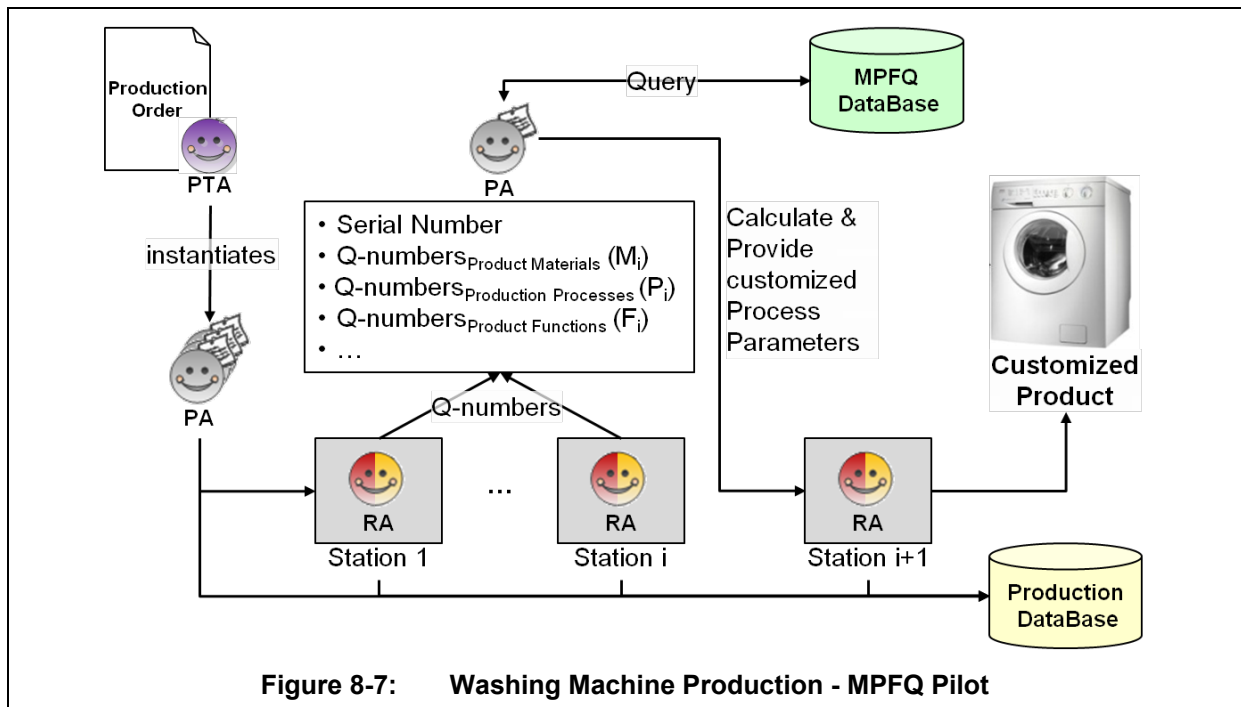 Production
Order
PTA
instantiates
PA
Query
MPFQ
DataBase
PA
• Serial Number
• Q-numbersProduct Materials (Mi)
• Q-numbersProduction Processes (Pi)
• Q-numbersProduct Functions (Fi)
• ...
Calculate &
Provide
customized
Process
Parameters
Customized
Product
Q-numbers
RA
Station 1
...
RA
Station i
RA
Station i+1
Production
DataBase
Figure 8-7: Washing Machine Production - MPFQ Pilot